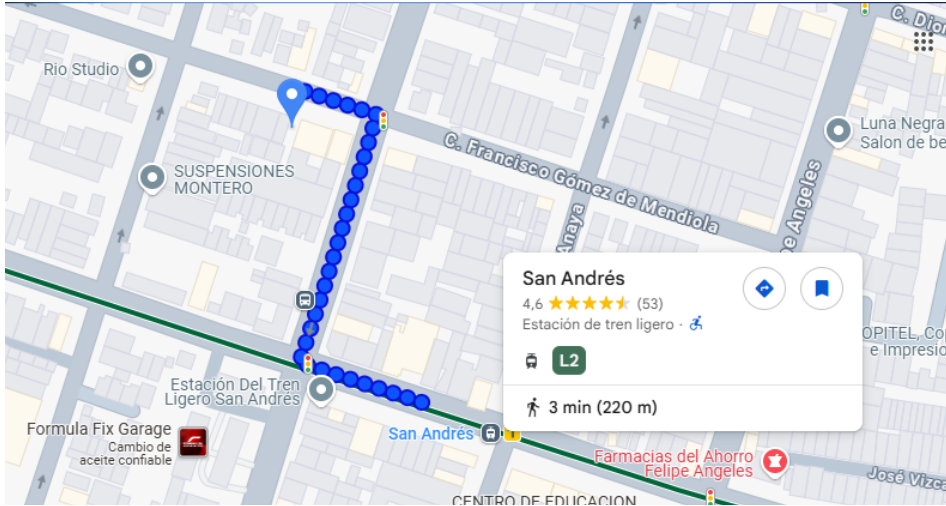 C. Dion
Rio Studio
Luna Negra
Salon de be
C. Francisco Gómez de Mendiola
SUSPENSIONES
MONTERO
Anaya
pe Angeles
San Andrés
4,6 (53)
Estación de tren ligero ·
L2
3 min (220 m)
OPITEL, Co
e Impresio
Estación Del Tren
Ligero San Andrés
Formula Fix Garage
Cambio de
aceite confiable
San Andrés
Farmacias del Ahorro
Felipe Angeles
José Vizca
CENTRO DE EDUCACION